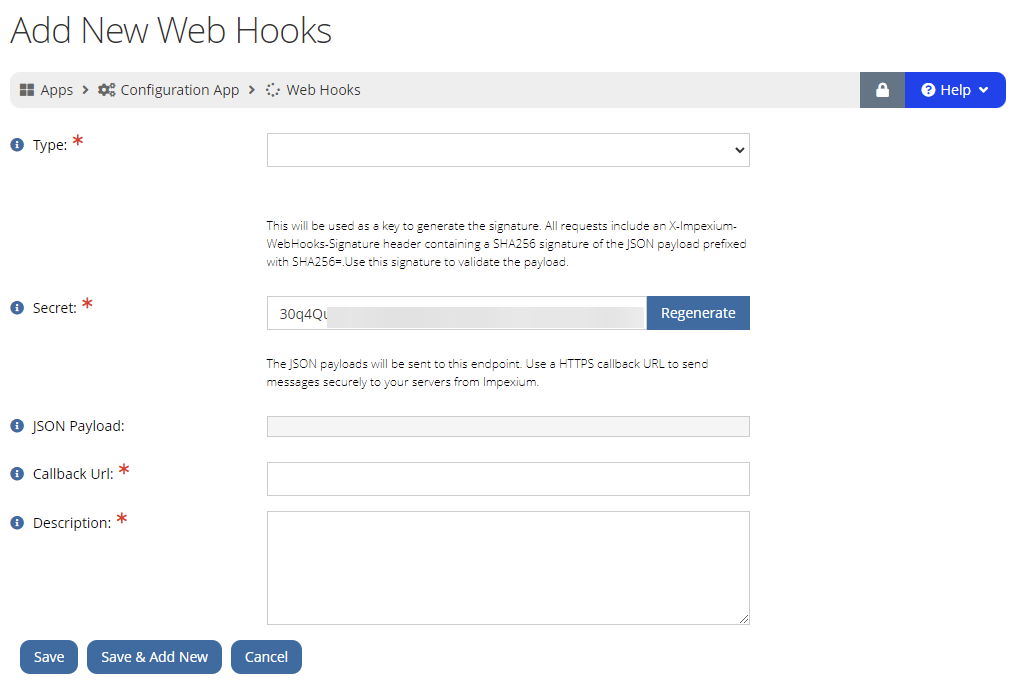 Add New Web Hooks
Apps > Configuration App > Web Hooks
Help
Type: *
This will be used as a key to generate the signature. All requests include an X-Impexium-
WebHooks-Signature header containing a SHA256 signature of the JSON payload prefixed
with SHA256=.Use this signature to validate the payload.
Secret: *
30q4Qu
Regenerate
The JSON payloads will be sent to this endpoint. Use a HTTPS callback URL to send
messages securely to your servers from Impexium.
JSON Payload:
Callback Url: *
Description: *
Save
Save & Add New
Cancel